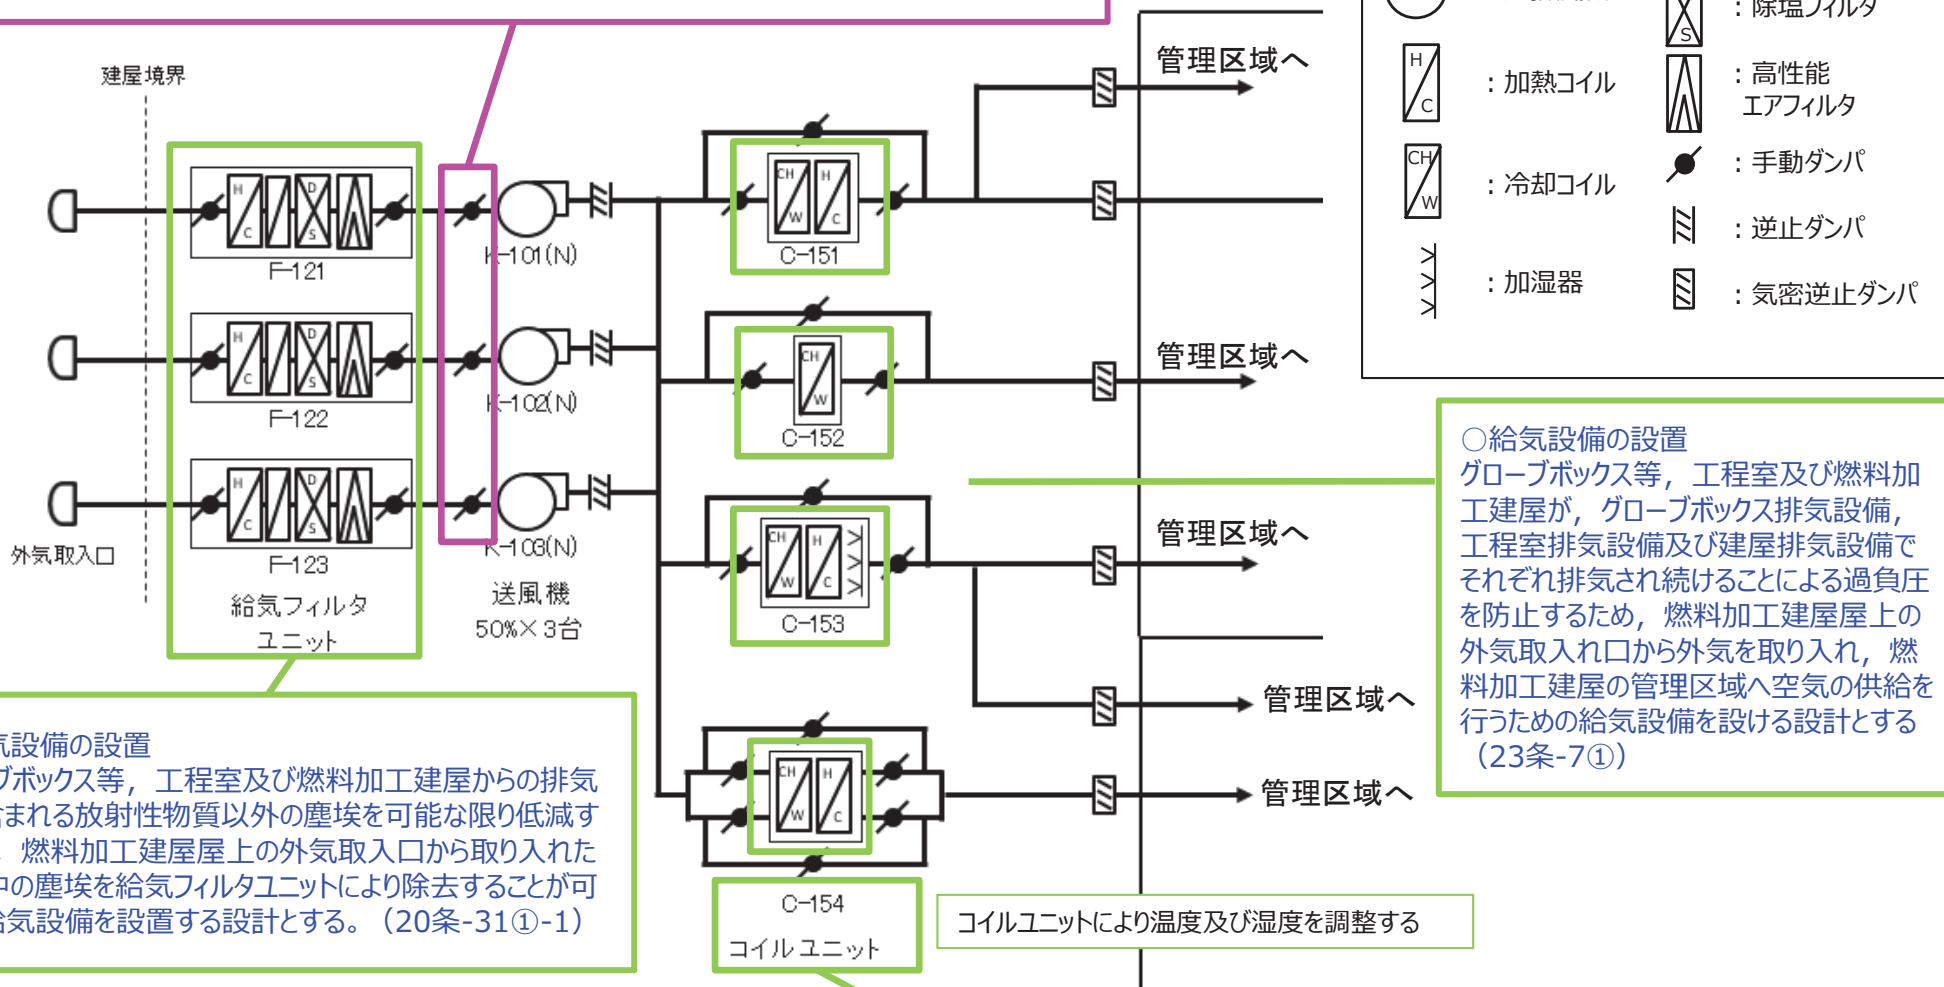 建屋境界
外気取入口
H
C
D
S
F-121
H
C
D
S
F-122
H
C
D
S
F-123
給気フィルタ
ユニット
K-101(N)
K-102(N)
K-103(N)
送風機
50%×3台
CH
W
H
C
C-151
CH
W
C-152
CH
W
H
C
C-153
CH
W
H
C
C-154
コイルユニット
管理区域へ
管理区域へ
管理区域へ
管理区域へ
管理区域へ
：除塩フィルタ
S
H
C
：加熱コイル
：高性能
エアフィルタ
CH
W
：冷却コイル
：手動ダンパ
：逆止ダンパ
：加湿器
：気密逆止ダンパ
○給気設備の設置
グローブボックス等，工程室及び燃料加
工建屋が，グローブボックス排気設備，
工程室排気設備及び建屋排気設備で
それぞれ排気され続けることによる過負圧
を防止するため，燃料加工建屋屋上の
外気取入れ口から外気を取り入れ，燃
料加工建屋の管理区域へ空気の供給を
行うための給気設備を設ける設計とする
（23条-7①）
気設備の設置
ブボックス等，工程室及び燃料加工建屋からの排気
含まれる放射性物質以外の塵埃を可能な限り低減す
，燃料加工建屋屋上の外気取入口から取り入れた
中の塵埃を給気フィルタユニットにより除去することが可
給気設備を設置する設計とする。（20条-31①-1）
コイルユニットにより温度及び湿度を調整する